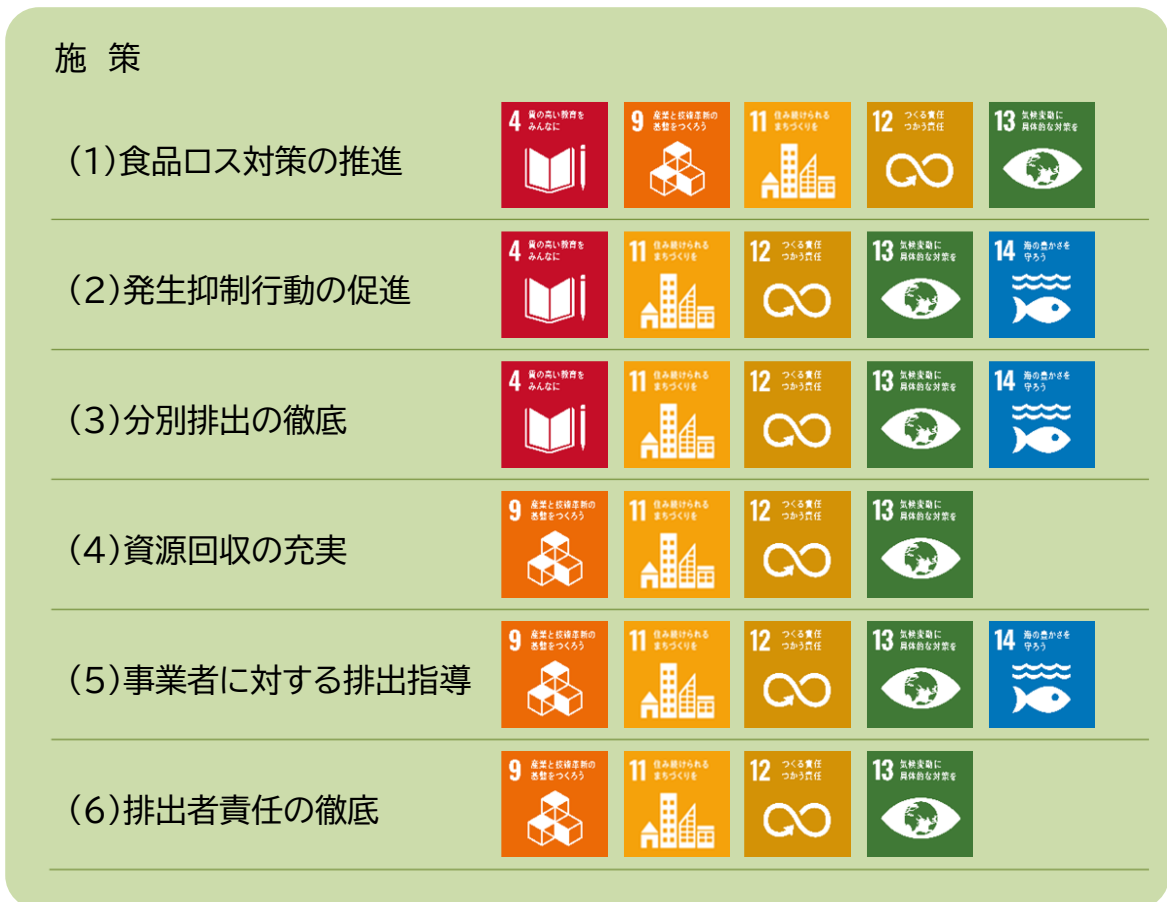 施 策
(1)食品ロス対策の推進
4 質の高い教育を
みんなに
9 産業と技術革新の
基盤をつくろう
11 住み続けられる
まちづくりを
12 つくる責任
つかう責任
13 気候変動に
具体的な対策を
(2)発生抑制行動の促進
4 質の高い教育を
みんなに
11 住み続けられる
まちづくりを
12 つくる責任
つかう責任
13 気候変動に
具体的な対策を
14 海の豊かさを
守ろう
(3)分別排出の徹底
4 質の高い教育を
みんなに
11 住み続けられる
まちづくりを
12 つくる責任
つかう責任
13 気候変動に
具体的な対策を
14 海の豊かさを
守ろう
(4)資源回収の充実
9 産業と技術革新の
基盤をつくろう
11 住み続けられる
まちづくりを
12 つくる責任
つかう責任
13 気候変動に
具体的な対策を
(5)事業者に対する排出指導
9 産業と技術革新の
基盤をつくろう
11 住み続けられる
まちづくりを
12 つくる責任
つかう責任
13 気候変動に
具体的な対策を
14 海の豊かさを
守ろう
(6)排出者責任の徹底
9 産業と技術革新の
基盤をつくろう
11 住み続けられる
まちづくりを
12 つくる責任
つかう責任
13 気候変動に
具体的な対策を